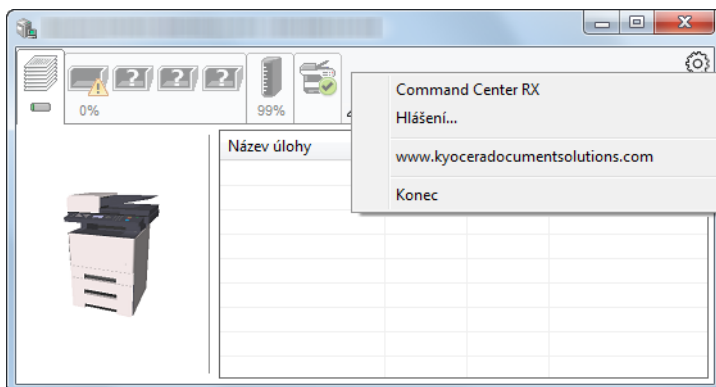 0%
99%
Command Center RX
Hlášení...
www.kyoceradocumentsolutions.com
Konec
Název úlohy